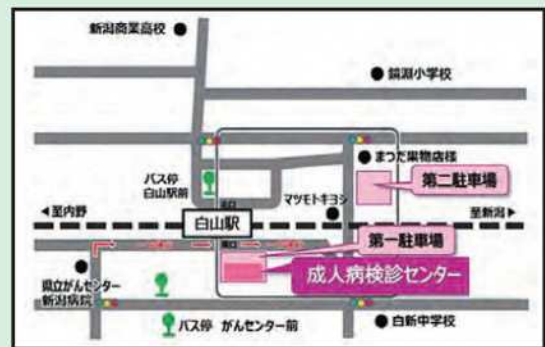 新潟商業高校
鏡淵小学校
まつだ果物店様
バス停
白山駅前
第二駐車場
マツモトキヨシ
◀至内野
白山駅
至新潟▶
第一駐車場
成人病検診センター
県立がんセンター
新潟病院
バス停 がんセンター前
白新中学校